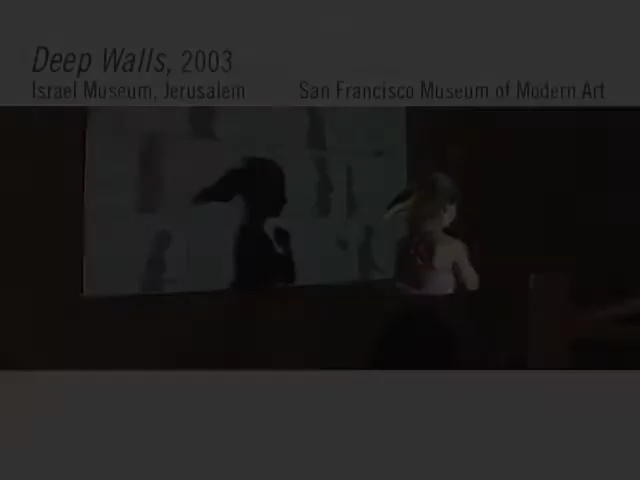 Deep Walls, 2003
Israel Museum, Jerusalem San Francisco Museum of Modern Art